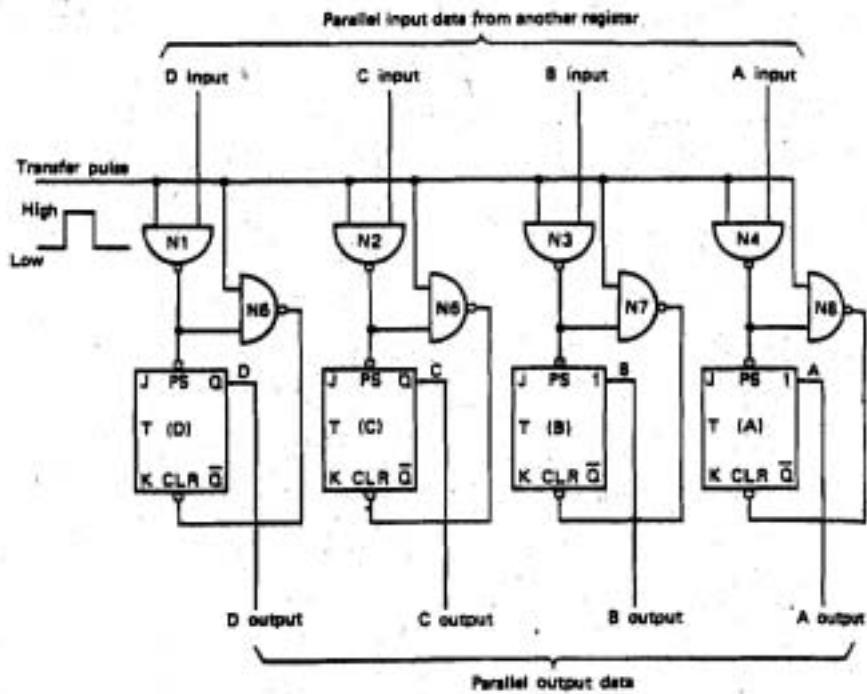 Parallel input data from another register
D input C input B input A input
Transfer pulse
High
Low
N1 N2 N3 N4
N5 N6 N7 N8
D C B A
J PS Q J PS Q J PS 1 J PS 1
T (D) T (C) T (B) T (A)
K CLR Q̅ K CLR Q̅ K CLR Q̅ K CLR Q̅
D output C output B output A output
Parallel output data